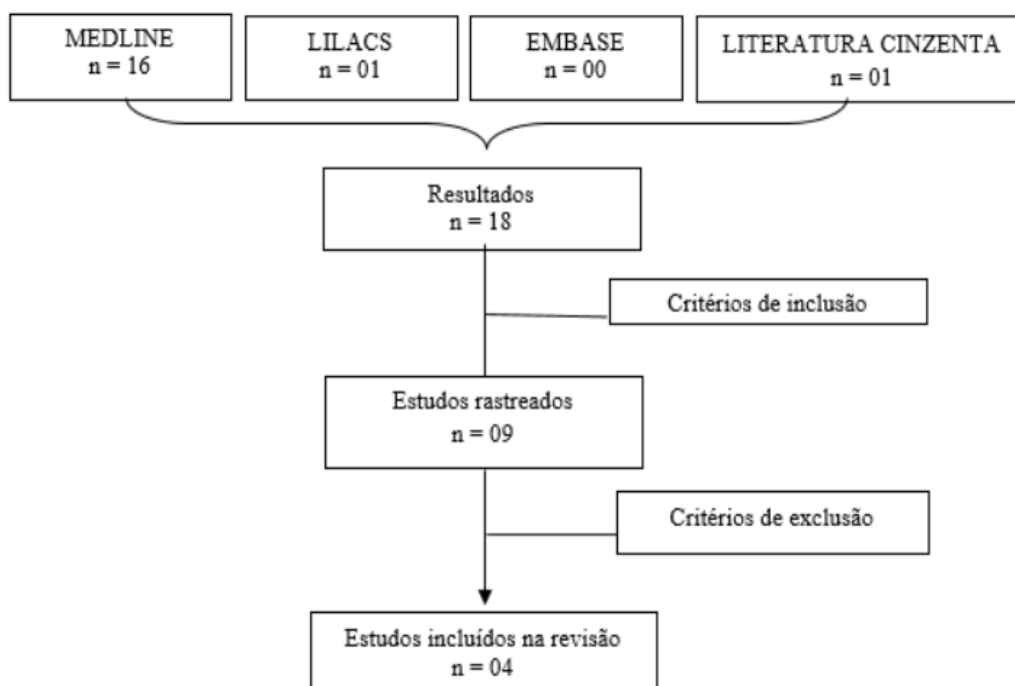 MEDLINE
n = 16
LILACS
n = 01
EMBASE
n = 00
LITERATURA CINZENTA
n = 01
Resultados
n = 18
Critérios de inclusão
Estudos rastreados
n = 09
Critérios de exclusão
Estudos incluídos na revisão
n = 04